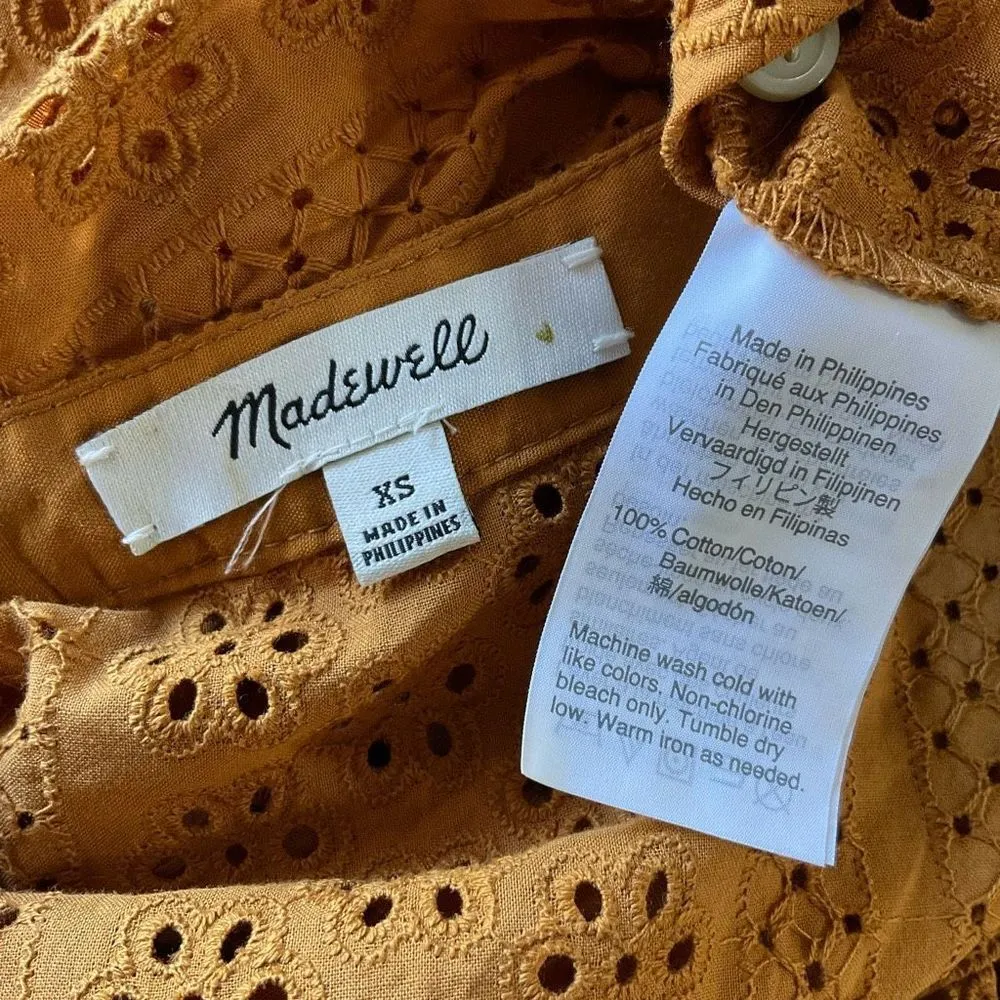 Madewell
XS
MADE IN
PHILIPPINES
Made in Philippines
Fabriqué aux Philippines
in Den Philippinen
Hergestellt
Vervaardigd in Filipijnen
フィリピン製
Hecho en Filipinas
100% Cotton/Coton/
Baumwolle/Katoen/
綿/algodón
Machine wash cold with
like colors. Non-chlorine
bleach only. Tumble dry
low. Warm iron as needed.